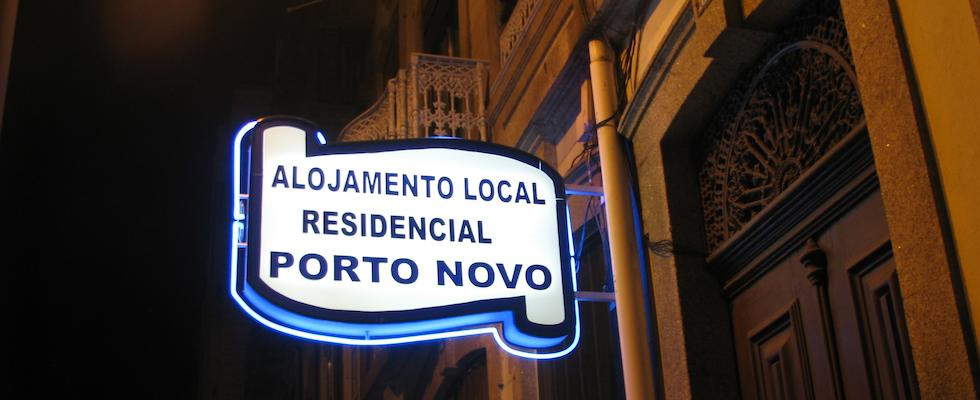 ALOJAMENTO LOCAL
RESIDENCIAL
PORTO NOVO